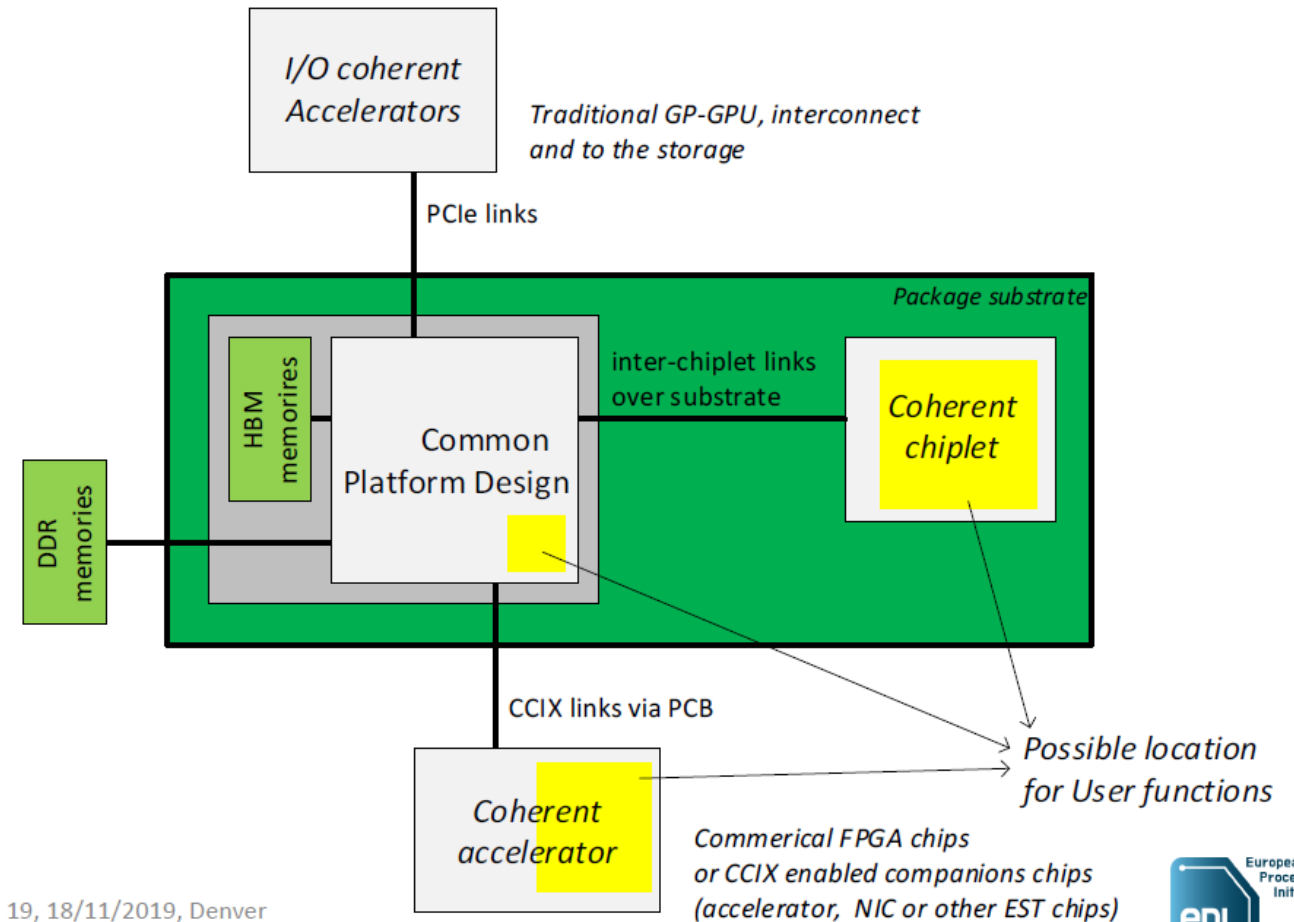 I/O coherent
Accelerators
Traditional GP-GPU, interconnect
and to the storage
PCIe links
Package substrate
HBM
memorires
inter-chiplet links
over substrate
Common
Platform Design
Coherent
chiplet
DDR
memories
CCIX links via PCB
Possible location
for User functions
Coherent
accelerator
Commerical FPGA chips
or CCIX enabled companions chips
(accelerator, NIC or other EST chips)
19, 18/11/2019, Denver